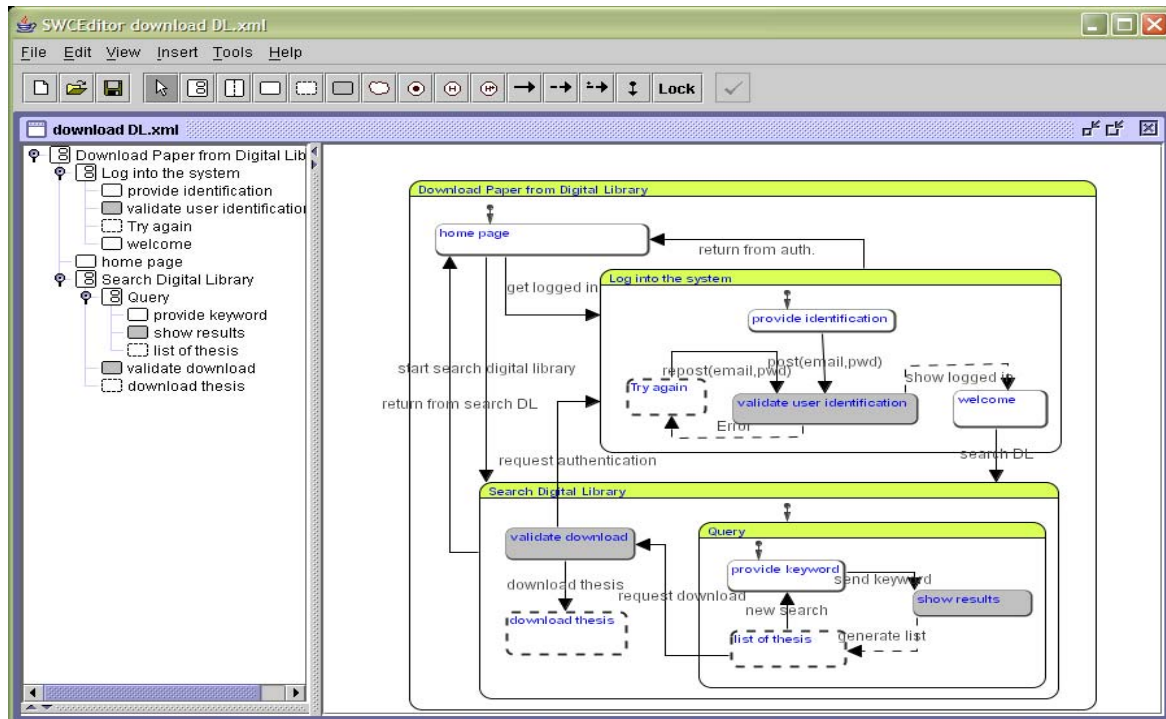 SWCEditor download DL.xml
File Edit View Insert Tools Help
H H* Lock
download DL.xml
Download Paper from Digital Lib
Log into the system
provide identification
validate user identificatio
Try again
welcome
home page
Search Digital Library
Query
provide keyword
show results
list of thesis
validate download
download thesis
Download Paper from Digital Library
home page
return from auth.
Log into the system
get logged in
provide identification
start search digital library
post(email,pwd)
repost(email,pwd)
show logged in
Try again
validate user identification
welcome
return from search DL
Error
request authentication
search DL
Search Digital Library
validate download
Query
provide keyword
send keyword
download thesis
request download
new search
show results
download thesis
list of thesis
generate list